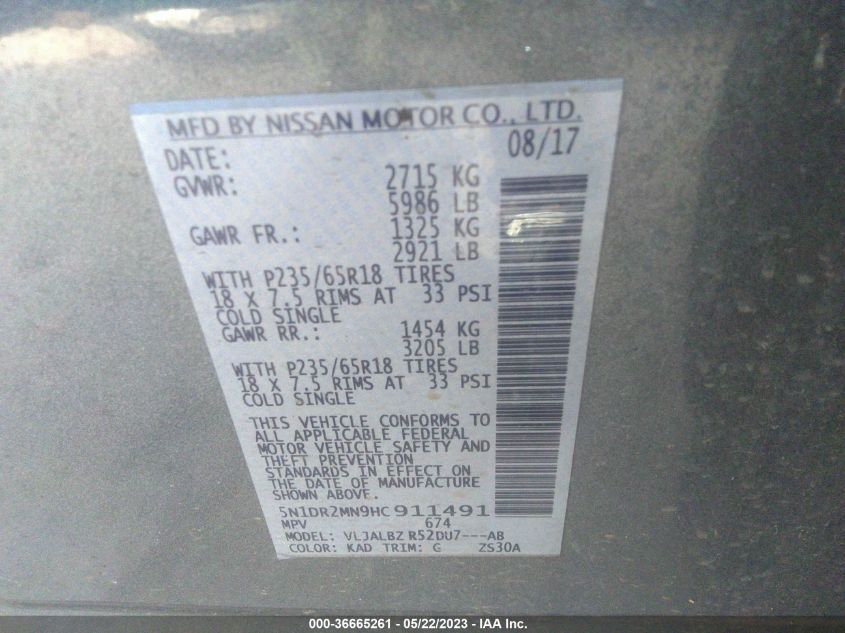 MFD BY NISSAN MOTOR CO., LTD.
DATE: 08/17
GVWR: 2715 KG
5986 LB
GAWR FR.: 1325 KG
2921 LB
WITH P235/65R18 TIRES
18 X 7.5 RIMS AT 33 PSI
COLD SINGLE
GAWR RR.: 1454 KG
3205 LB
WITH P235/65R18 TIRES
18 X 7.5 RIMS AT 33 PSI
COLD SINGLE
THIS VEHICLE CONFORMS TO
ALL APPLICABLE FEDERAL
MOTOR VEHICLE SAFETY AND
THEFT PREVENTION
STANDARDS IN EFFECT ON
THE DATE OF MANUFACTURE
SHOWN ABOVE.
5N1DR2MN9HC911491
MPV 674
MODEL: VLJALBZ R52DU7---AB
COLOR: KAD TRIM: G ZS30A
000-36665261 - 05/22/2023 - IAA Inc.